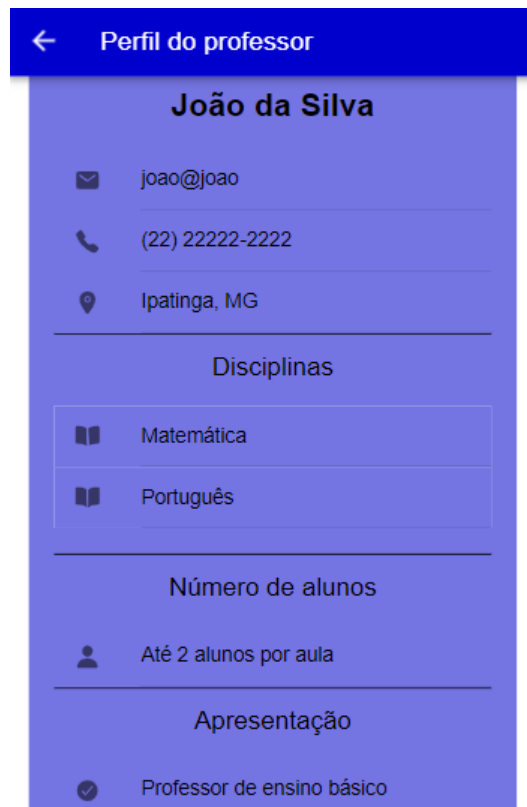 Perfil do professor
João da Silva
joao@joao
(22) 22222-2222
Ipatinga, MG
Disciplinas
Matemática
Português
Número de alunos
Até 2 alunos por aula
Apresentação
Professor de ensino básico